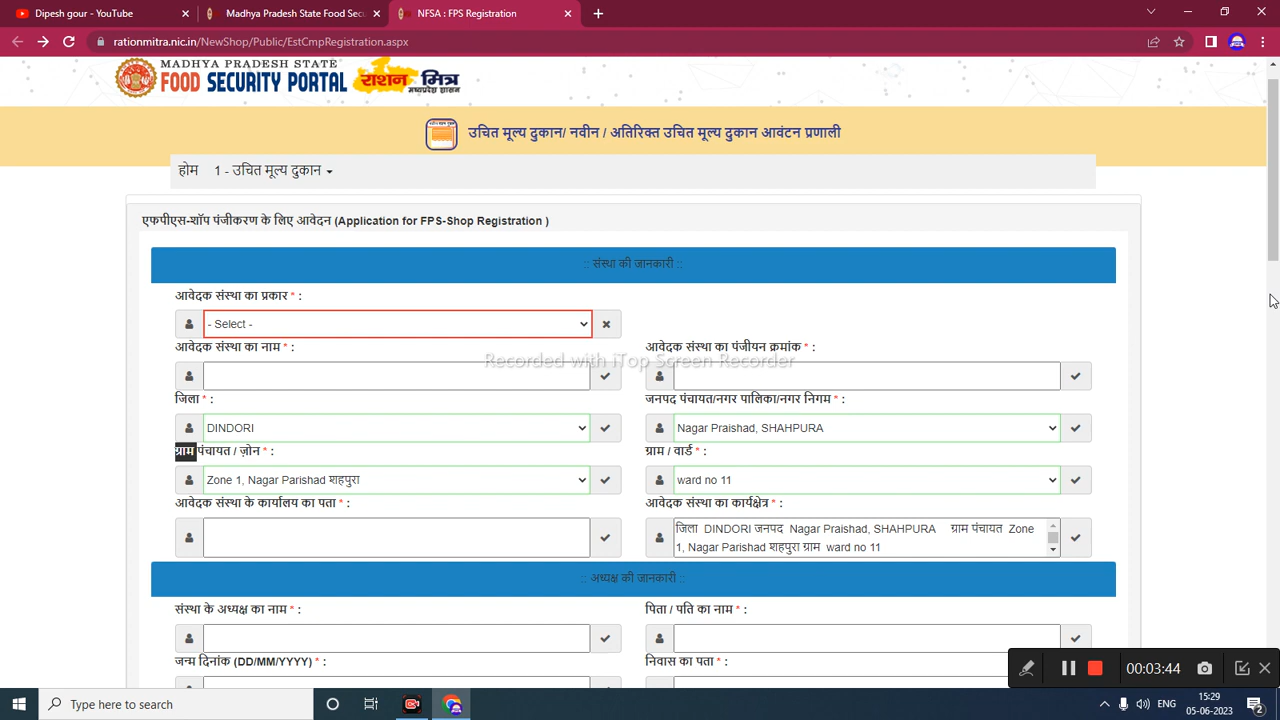 Dipesh gour - YouTube
Madhya Pradesh State Food Sec
NFSA : FPS Registration
rationmitra.nic.in/NewShop/Public/EstCmpRegistration.aspx
MADHYA PRADESH STATE
FOOD SECURITY PORTAL
राशन मित्र
मध्यप्रदेश शासन
उचित मूल्य दुकान/ नवीन / अतिरिक्त उचित मूल्य दुकान आवंटन प्रणाली
होम 1 - उचित मूल्य दुकान
एफपीएस-शॉप पंजीकरण के लिए आवेदन (Application for FPS-Shop Registration )
:: संस्था की जानकारी ::
आवेदक संस्था का प्रकार * :
- Select -
आवेदक संस्था का नाम * : आवेदक संस्था का पंजीयन क्रमांक * :
Recorded with iTop Screen Recorder
जिला * : जनपद पंचायत/नगर पालिका/नगर निगम * :
DINDORI Nagar Praishad, SHAHPURA
ग्राम पंचायत / ज़ोन * : ग्राम / वार्ड * :
Zone 1, Nagar Parishad शहपुरा ward no 11
आवेदक संस्था के कार्यालय का पता * : आवेदक संस्था का कार्यक्षेत्र * :
जिला DINDORI जनपद Nagar Praishad, SHAHPURA ग्राम पंचायत Zone
1, Nagar Parishad शहपुरा ग्राम ward no 11
:: अध्यक्ष की जानकारी ::
संस्था के अध्यक्ष का नाम * : पिता / पति का नाम * :
जन्म दिनांक (DD/MM/YYYY) * : निवास का पता * :
00:03:44
Type here to search
ENG
15:29
05-06-2023
2